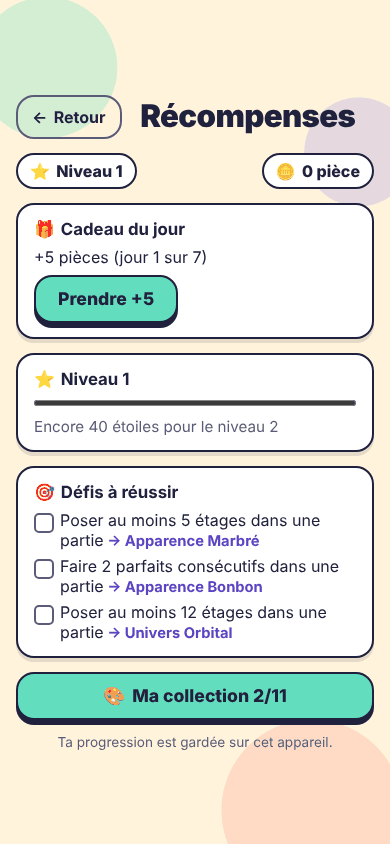 ← Retour
Récompenses
⭐ Niveau 1
🪙 0 pièce
🎁 Cadeau du jour
+5 pièces (jour 1 sur 7)
Prendre +5
⭐ Niveau 1
Encore 40 étoiles pour le niveau 2
🎯 Défis à réussir
Poser au moins 5 étages dans une
partie → Apparence Marbré
Faire 2 parfaits consécutifs dans une
partie → Apparence Bonbon
Poser au moins 12 étages dans une
partie → Univers Orbital
🎨 Ma collection 2/11
Ta progression est gardée sur cet appareil.